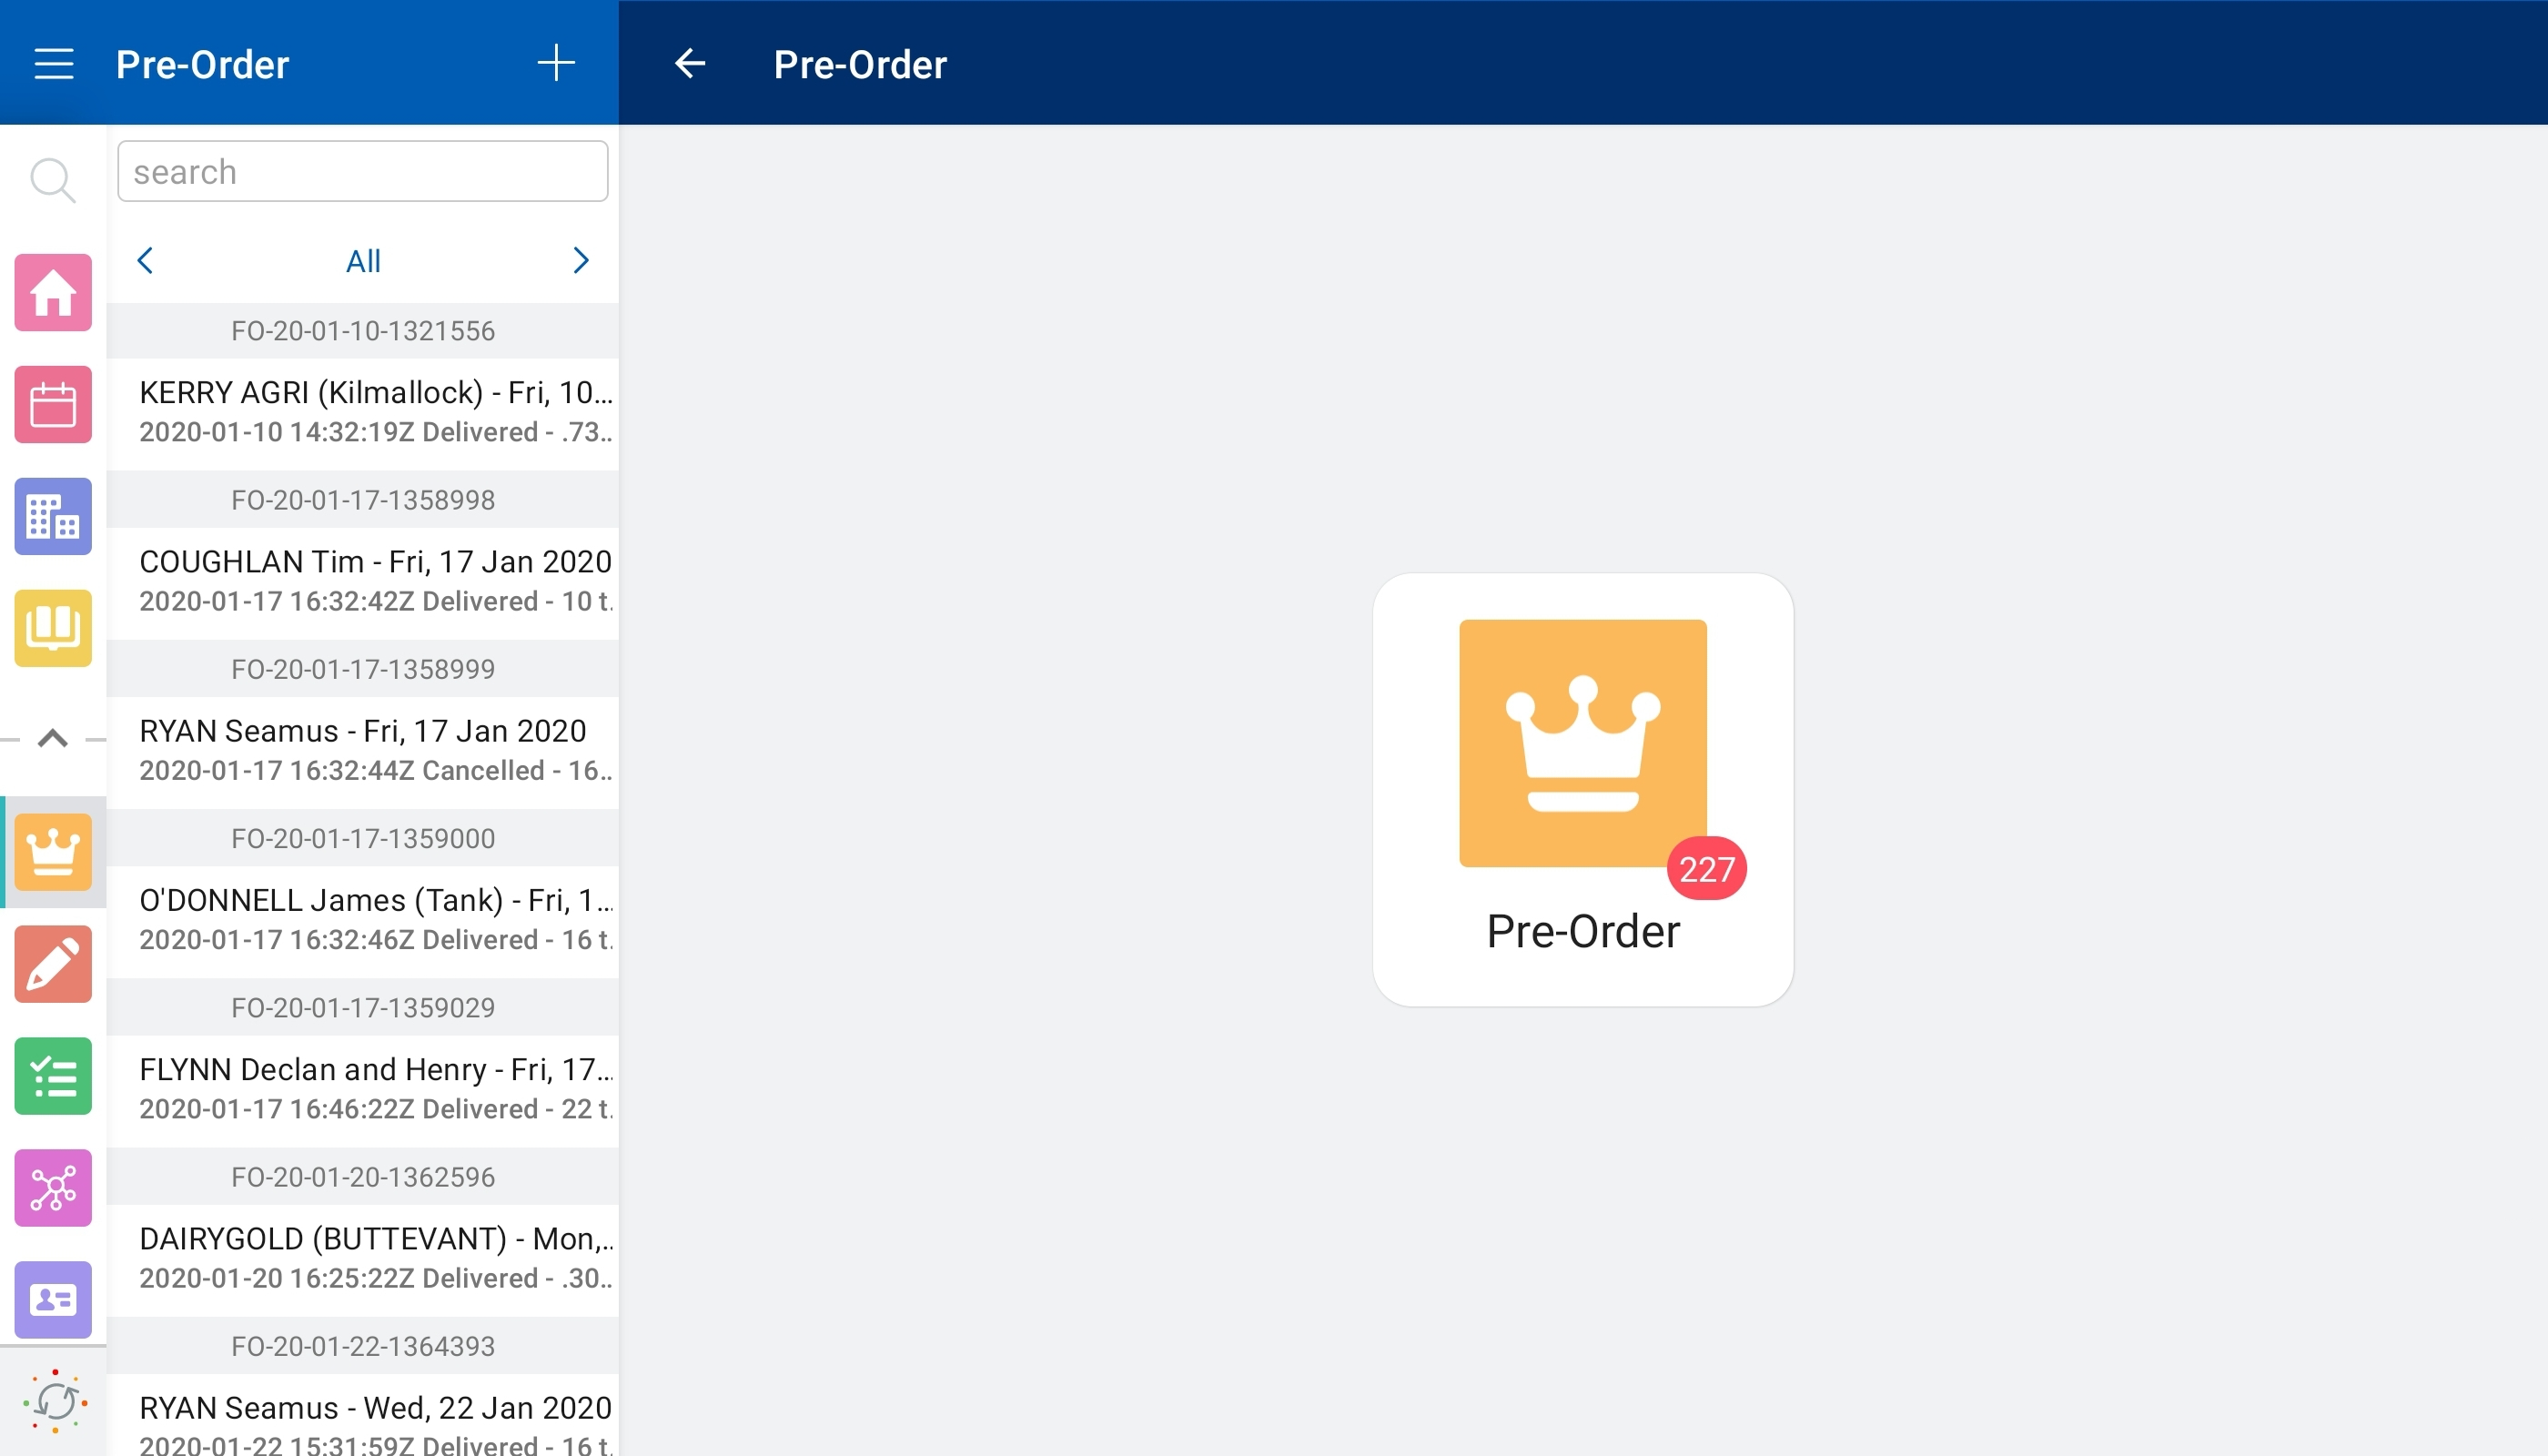 Pre-Order
Pre-Order
search
All
FO-20-01-10-1321556
KERRY AGRI (Kilmallock) - Fri, 10...
2020-01-10 14:32:19Z Delivered - .73..
FO-20-01-17-1358998
COUGHLAN Tim - Fri, 17 Jan 2020
2020-01-17 16:32:42Z Delivered - 10 t.
FO-20-01-17-1358999
RYAN Seamus - Fri, 17 Jan 2020
2020-01-17 16:32:44Z Cancelled - 16..
FO-20-01-17-1359000
O'DONNELL James (Tank) - Fri, 1...
2020-01-17 16:32:46Z Delivered - 16 t.
FO-20-01-17-1359029
FLYNN Declan and Henry - Fri, 17...
2020-01-17 16:46:22Z Delivered - 22 t.
FO-20-01-20-1362596
DAIRYGOLD (BUTTEVANT) - Mon,..
2020-01-20 16:25:22Z Delivered - .30..
FO-20-01-22-1364393
RYAN Seamus - Wed, 22 Jan 2020
2020-01-22 15:31:59Z Delivered - 16 t.
227
Pre-Order